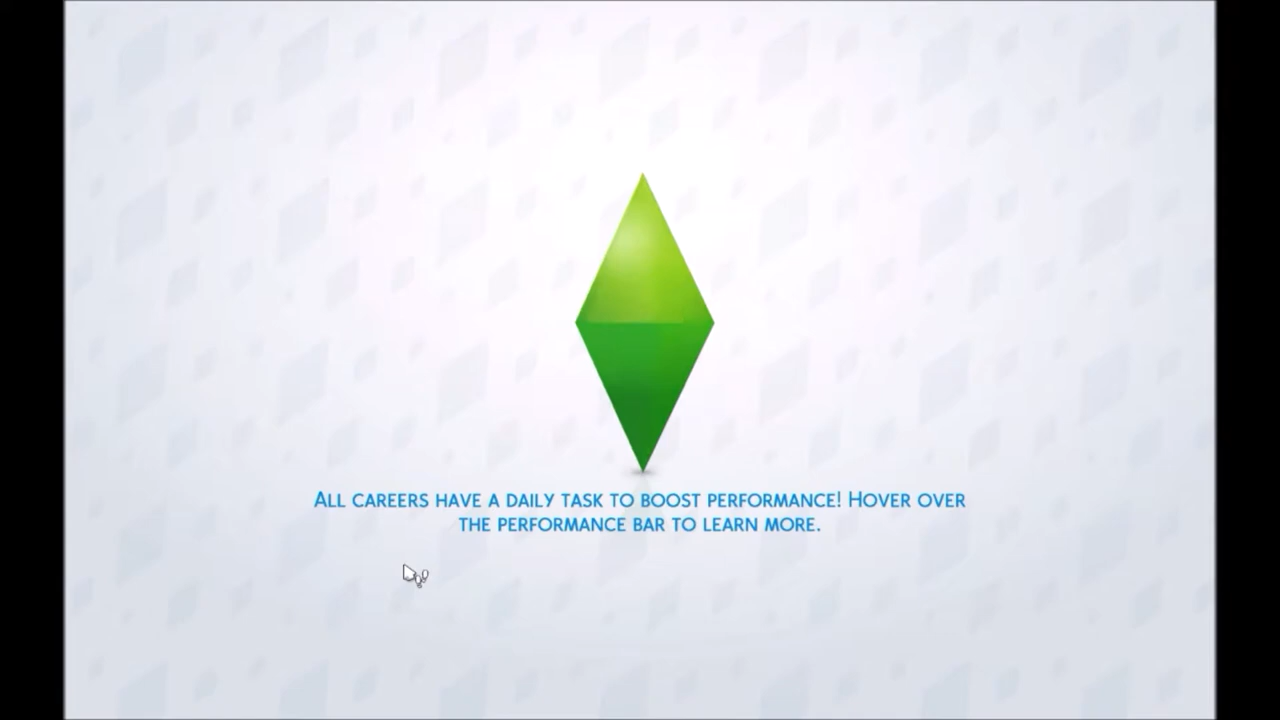 All careers have a daily task to boost performance! Hover over
the performance bar to learn more.